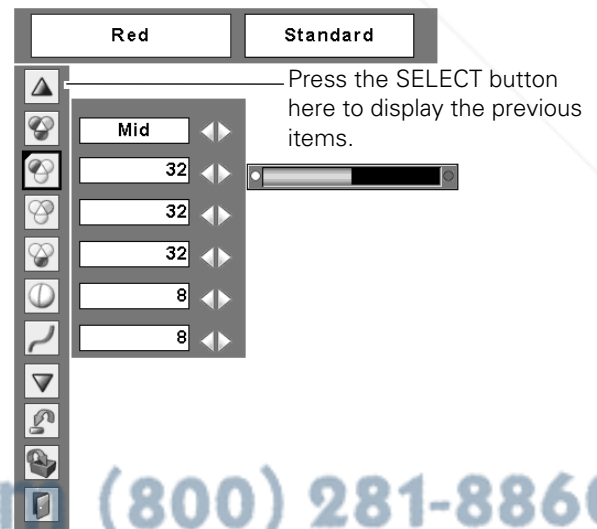 Red Standard
Press the SELECT button
here to display the previous
items.
Mid
32
32
32
8
8
(800) 281-8860